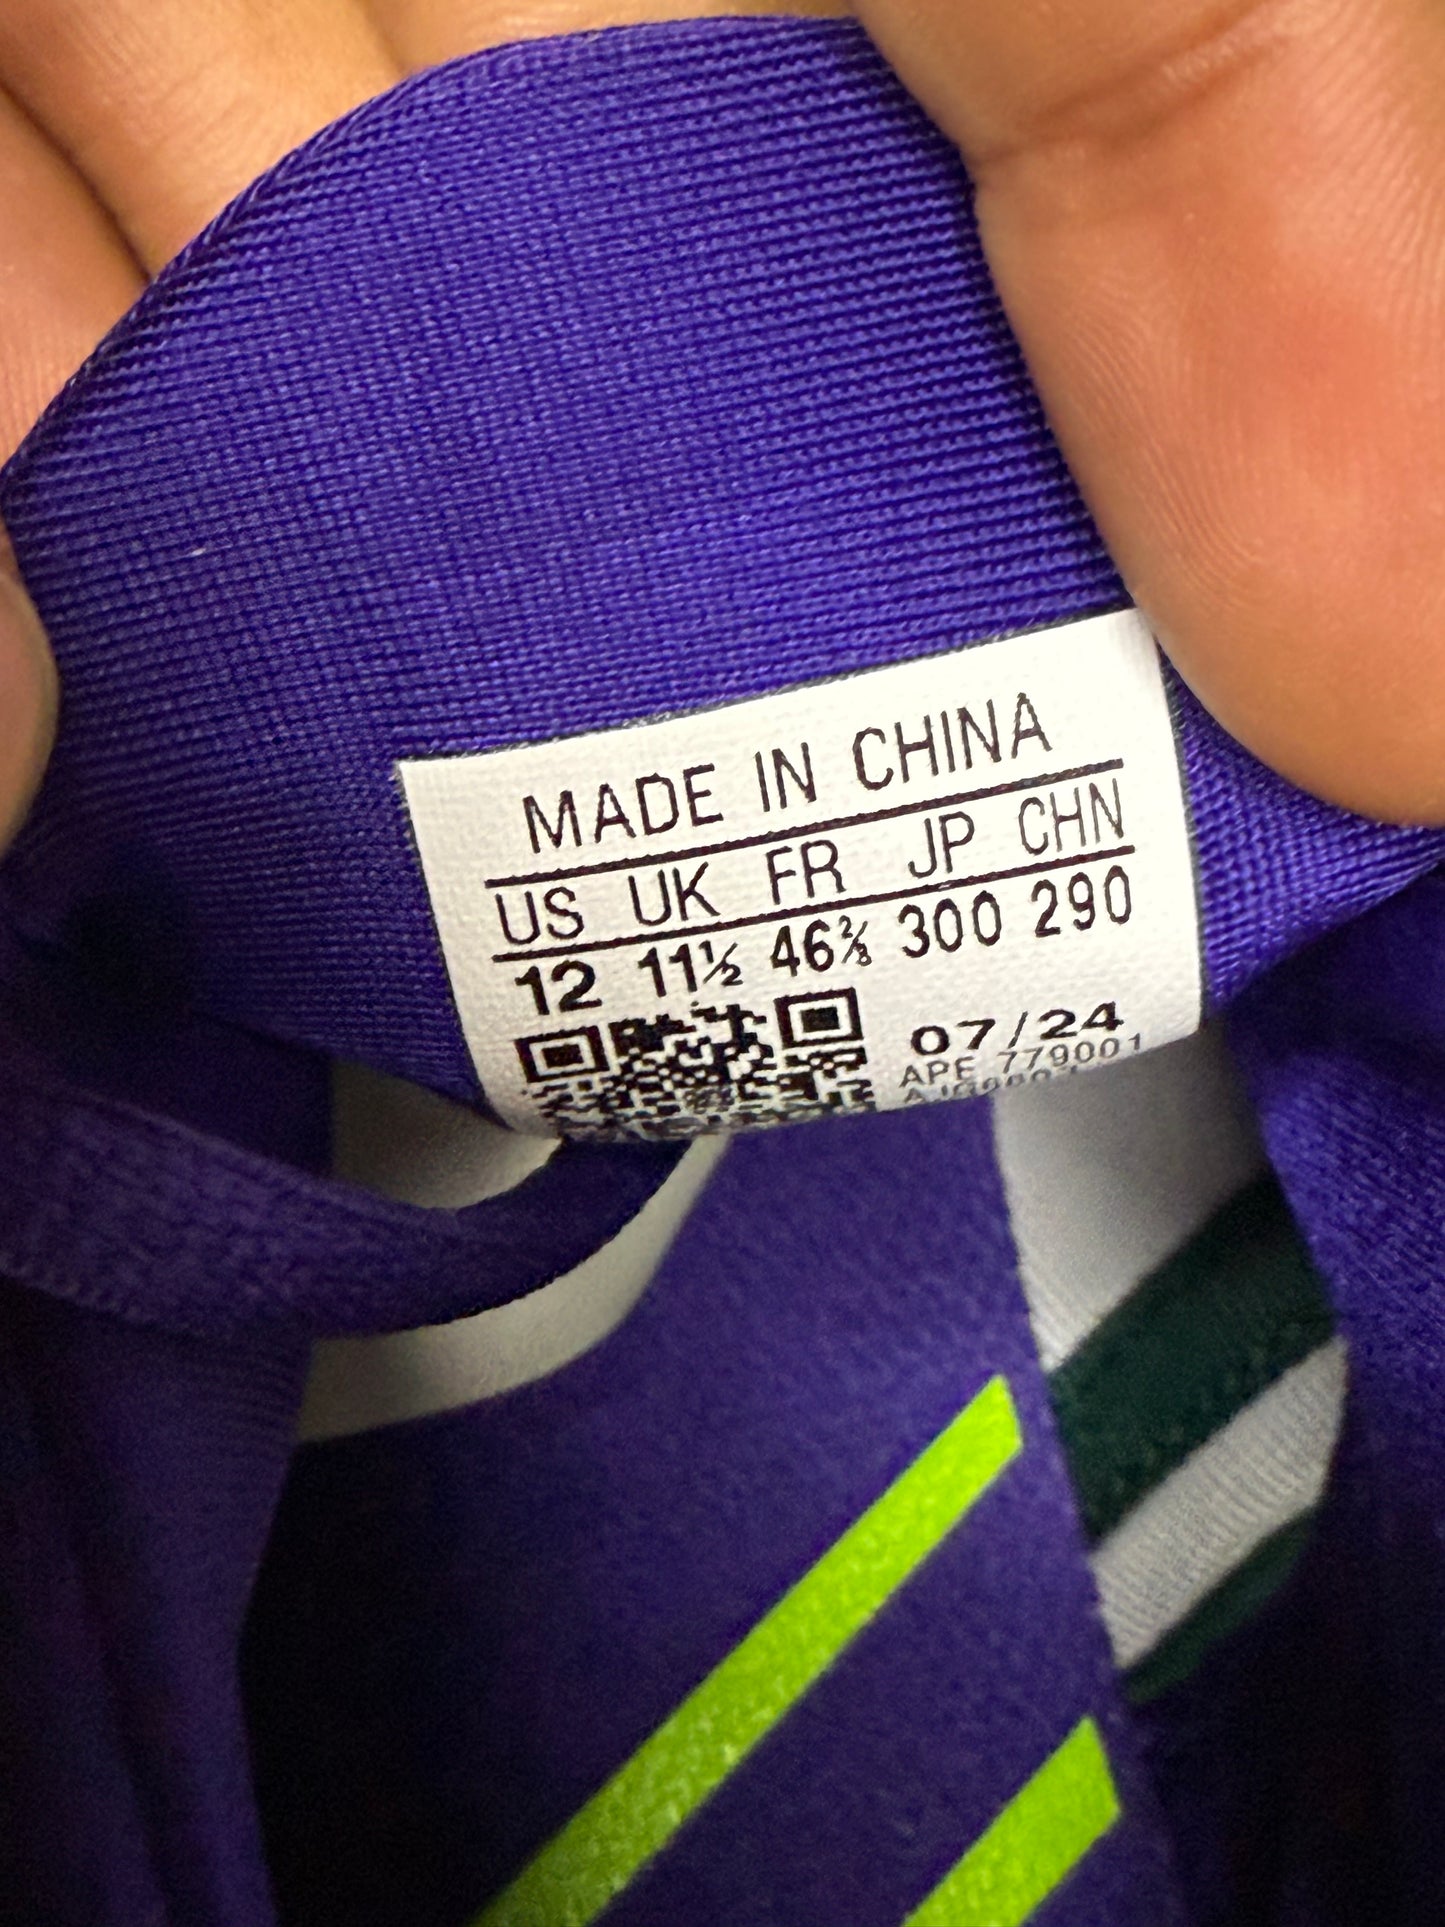 MADE IN CHINA
US UK FR JP CHN
12 11½ 46⅔ 300 290
07/24
APE 779001